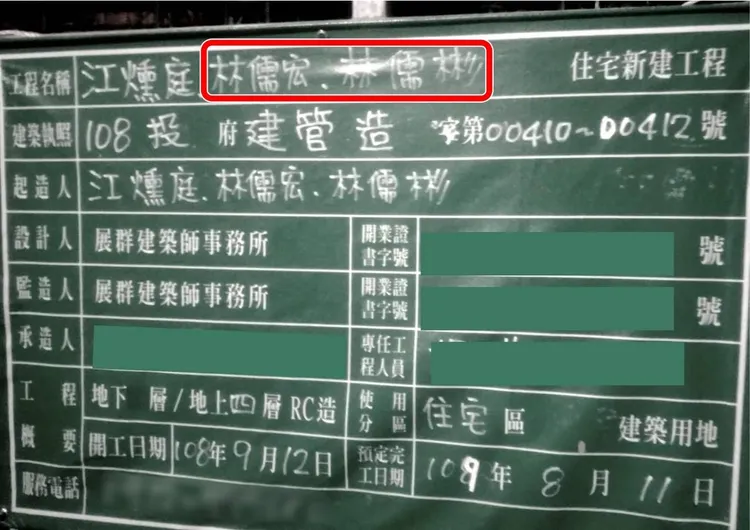 工程名稱 江燻庭 林儒宏、林儒彬 住宅新建工程
建築執照 108 投 府 建管造 字第00410~00412 號
起造人 江燻庭、林儒宏、林儒彬
設計人 展群建築師事務所 開業證書字號 號
監造人 展群建築師事務所 開業證書字號 號
承造人 專任工程人員
工程概要 地下 層/地上四層 RC造 使用分區 住宅區 建築用地
開工日期 108年9月12日 預定完工日期 109年8月11日
服務電話